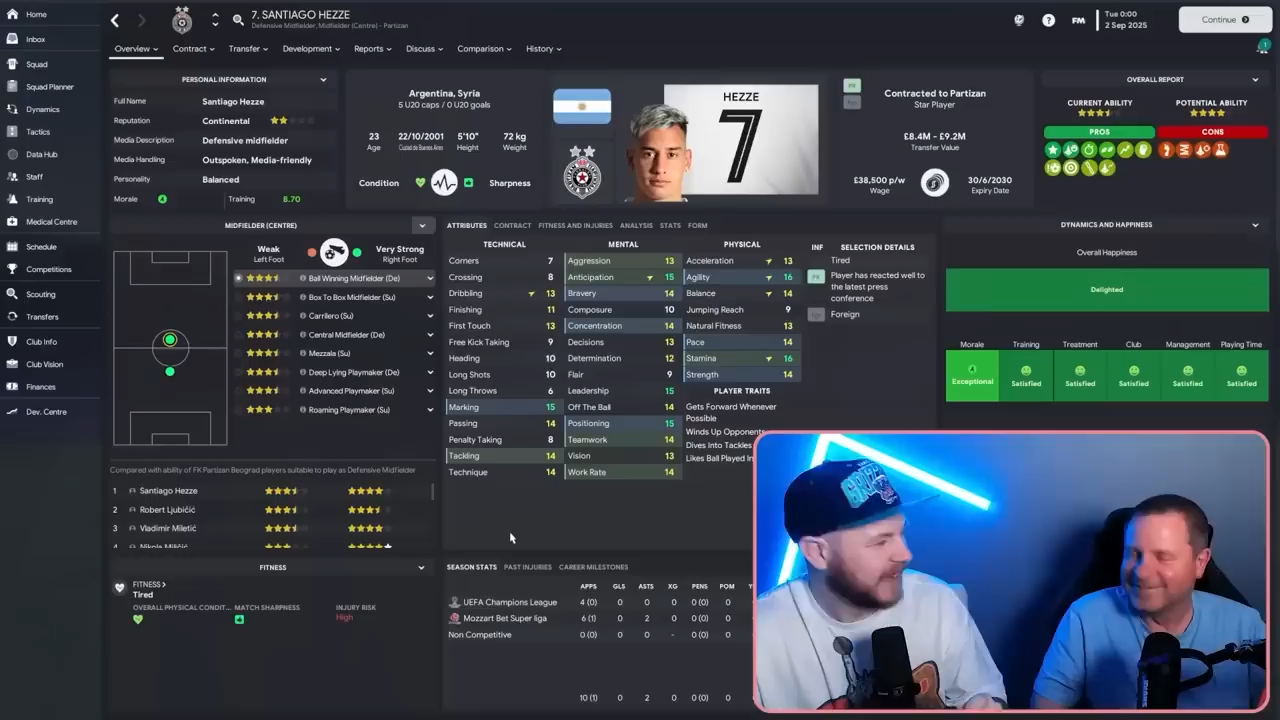 Home
Inbox
Squad
Squad Planner
Dynamics
Tactics
Data Hub
Staff
Training
Medical Centre
Schedule
Competitions
Scouting
Transfers
Club Info
Club Vision
Finances
Dev. Centre
7. SANTIAGO HEZZE
Defensive Midfielder, Midfielder (Centre) - Partizan
FM
Tue 0:00
2 Sep 2025
Continue
1
Overview
Contract
Transfer
Development
Reports
Discuss
Comparison
History
PERSONAL INFORMATION
Full Name Santiago Hezze
Reputation Continental
Media Description Defensive midfielder
Media Handling Outspoken, Media-friendly
Personality Balanced
Morale 4 Training 8.70
Argentina, Syria
5 U20 caps / 0 U20 goals
23 22/10/2001 5'10" 72 kg
Age Ciudad de Buenos Aires Height Weight
Condition Sharpness
HEZZE
7
PR
Contracted to Partizan
Star Player
£8.4M - £9.2M
Transfer Value
£38,500 p/w 30/6/2030
Wage Expiry Date
OVERALL REPORT
CURRENT ABILITY POTENTIAL ABILITY
PROS CONS
MIDFIELDER (CENTRE)
Weak Very Strong
Left Foot Right Foot
Ball Winning Midfielder (De)
Box To Box Midfielder (Su)
Carrilero (Su)
Central Midfielder (De)
Mezzala (Su)
Deep Lying Playmaker (De)
Advanced Playmaker (Su)
Roaming Playmaker (Su)
Compared with ability of FK Partizan Beograd players suitable to play as Defensive Midfielder
1 Santiago Hezze
2 Robert Ljubičić
3 Vladimir Miletić
FITNESS
FITNESS >
Tired
OVERALL PHYSICAL CONDIT... MATCH SHARPNESS INJURY RISK
High
ATTRIBUTES CONTRACT FITNESS AND INJURIES ANALYSIS STATS FORM
TECHNICAL MENTAL PHYSICAL
Corners 7 Aggression 13 Acceleration 13
Crossing 8 Anticipation 15 Agility 16
Dribbling 13 Bravery 14 Balance 14
Finishing 11 Composure 10 Jumping Reach 9
First Touch 13 Concentration 14 Natural Fitness 13
Free Kick Taking 9 Decisions 13 Pace 14
Heading 10 Determination 12 Stamina 16
Long Shots 10 Flair 9 Strength 14
Long Throws 6 Leadership 15
Marking 15 Off The Ball 14
Passing 14 Positioning 15
Penalty Taking 8 Teamwork 14
Tackling 14 Vision 13
Technique 14 Work Rate 14
PLAYER TRAITS
Gets Forward Whenever
Possible
Winds Up Opponents
Dives Into Tackles
Likes Ball Played In
INF SELECTION DETAILS
Tired
PR Player has reacted well to
the latest press
conference
Fgn Foreign
DYNAMICS AND HAPPINESS
Overall Happiness
Delighted
Morale Training Treatment Club Management Playing Time
4
Exceptional Satisfied Satisfied Satisfied Satisfied Satisfied
SEASON STATS PAST INJURIES CAREER MILESTONES
APPS GLS ASTS XG PENS POM
UEFA Champions League 4 (0) 0 0 0 0 (0) 0
Mozzart Bet Super liga 6 (1) 0 2 0 0 (0) 0
Non Competitive 0 (0) 0 0 - 0 (0) 0
10 (1) 0 2 0 0 (0) 0